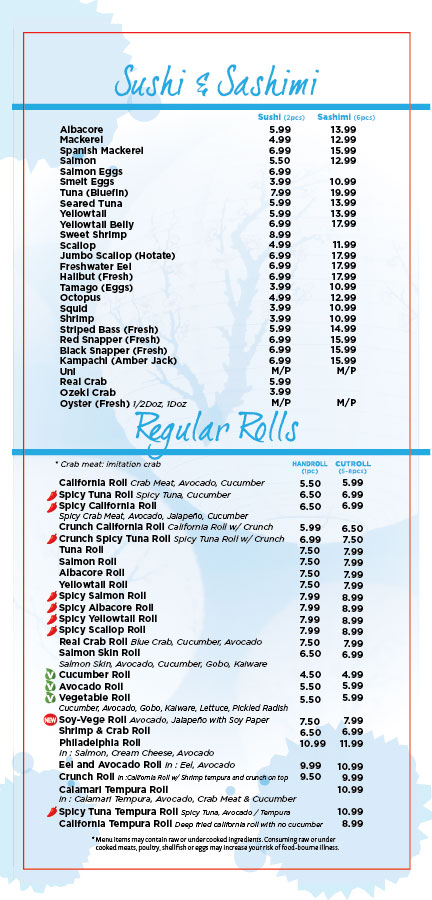 Sushi & Sashimi
Sushi (2pcs) Sashimi (6pcs)
Albacore 5.99 13.99
Mackerel 4.99 12.99
Spanish Mackerel 6.99 15.99
Salmon 5.50 12.99
Salmon Eggs 6.99
Smelt Eggs 3.99 10.99
Tuna (Bluefin) 7.99 19.99
Seared Tuna 5.99 13.99
Yellowtail 5.99 13.99
Yellowtail Belly 6.99 17.99
Sweet Shrimp 8.99
Scallop 4.99 11.99
Jumbo Scallop (Hotate) 6.99 17.99
Freshwater Eel 6.99 17.99
Halibut (Fresh) 6.99 17.99
Tamago (Eggs) 3.99 10.99
Octopus 4.99 12.99
Squid 3.99 10.99
Shrimp 3.99 10.99
Striped Bass (Fresh) 5.99 14.99
Red Snapper (Fresh) 6.99 15.99
Black Snapper (Fresh) 6.99 15.99
Kampachi (Amber Jack) 6.99 15.99
Uni M/P M/P
Real Crab 5.99
Ozeki Crab 3.99
Oyster (Fresh) 1/2Doz, 1Doz M/P M/P
Regular Rolls
* Crab meat: imitation crab HANDROLL CUTROLL
(1pc) (5-8pcs)
California Roll Crab Meat, Avocado, Cucumber 5.50 5.99
Spicy Tuna Roll Spicy Tuna, Cucumber 6.50 6.99
Spicy California Roll 6.50 6.99
Spicy Crab Meat, Avocado, Jalapeño, Cucumber
Crunch California Roll California Roll w/ Crunch 5.99 6.50
Crunch Spicy Tuna Roll Spicy Tuna Roll w/ Crunch 6.99 7.50
Tuna Roll 7.50 7.99
Salmon Roll 7.50 7.99
Albacore Roll 7.50 7.99
Yellowtail Roll 7.50 7.99
Spicy Salmon Roll 7.99 8.99
Spicy Albacore Roll 7.99 8.99
Spicy Yellowtail Roll 7.99 8.99
Spicy Scallop Roll 7.99 8.99
Real Crab Roll Blue Crab, Cucumber, Avocado 7.50 7.99
Salmon Skin Roll 6.50 6.99
Salmon Skin, Avocado, Cucumber, Gobo, Kaiware
Cucumber Roll 4.50 4.99
Avocado Roll 5.50 5.99
Vegetable Roll 5.50 5.99
Cucumber, Avocado, Gobo, Kaiware, Lettuce, Pickled Radish
NEW Soy-Vege Roll Avocado, Jalapeño with Soy Paper 7.50 7.99
Shrimp & Crab Roll 6.50 6.99
Philadelphia Roll 10.99 11.99
In : Salmon, Cream Cheese, Avocado
Eel and Avocado Roll In : Eel, Avocado 9.99 10.99
Crunch Roll In :California Roll w/ Shrimp tempura and crunch on top 9.50 9.99
Calamari Tempura Roll 10.99
In : Calamari Tempura, Avocado, Crab Meat & Cucumber
Spicy Tuna Tempura Roll Spicy Tuna, Avocado / Tempura 10.99
California Tempura Roll Deep fried california roll with no cucumber 8.99
*Menu items may contain raw or under cooked ingredients. Consuming raw or under
cooked meats, poultry, shellfish or eggs may increase your risk of food-bourne illness.